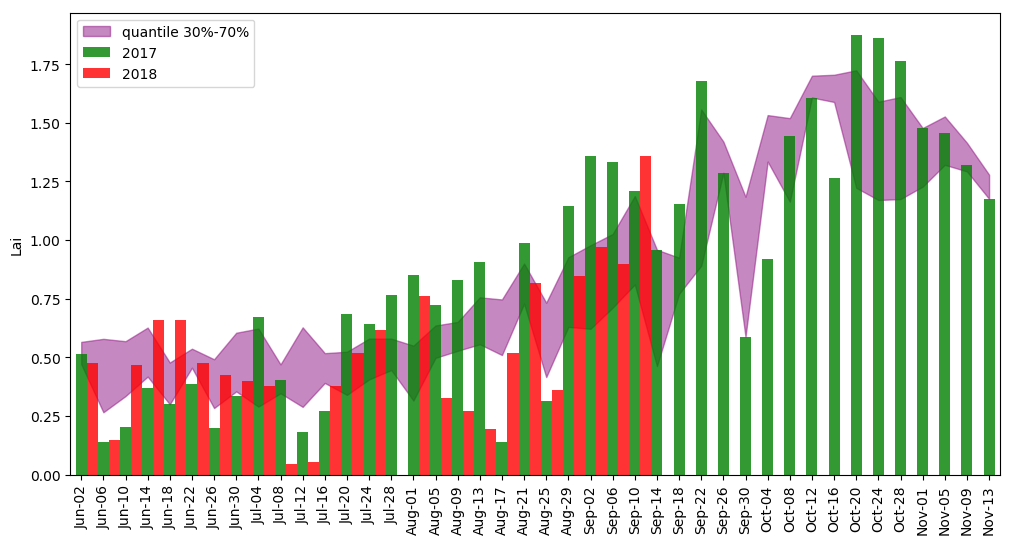 quantile 30%-70%
2017
2018
Lai
1.75
1.50
1.25
1.00
0.75
0.50
0.25
0.00
Jun-02
Jun-06
Jun-10
Jun-14
Jun-18
Jun-22
Jun-26
Jun-30
Jul-04
Jul-08
Jul-12
Jul-16
Jul-20
Jul-24
Jul-28
Aug-01
Aug-05
Aug-09
Aug-13
Aug-17
Aug-21
Aug-25
Aug-29
Sep-02
Sep-06
Sep-10
Sep-14
Sep-18
Sep-22
Sep-26
Sep-30
Oct-04
Oct-08
Oct-12
Oct-16
Oct-20
Oct-24
Oct-28
Nov-01
Nov-05
Nov-09
Nov-13